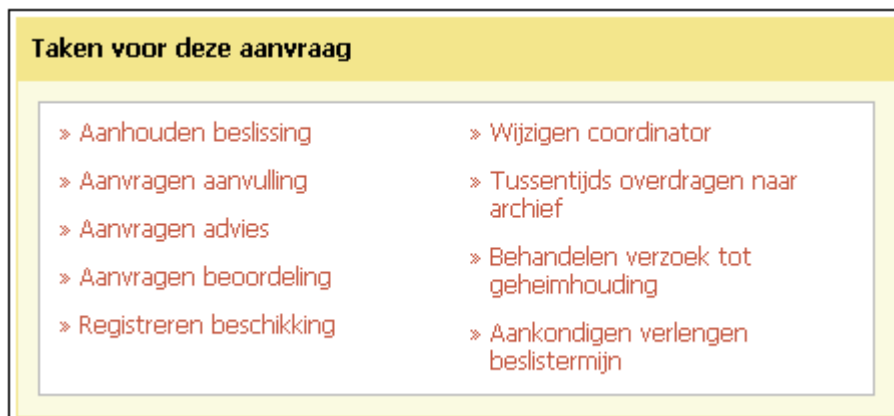 Taken voor deze aanvraag
» Aanhouden beslissing
» Aanvragen aanvulling
» Aanvragen advies
» Aanvragen beoordeling
» Registreren beschikking
» Wijzigen coordinator
» Tussentijds overdragen naar
archief
» Behandelen verzoek tot
geheimhouding
» Aankondigen verlengen
beslistermijn